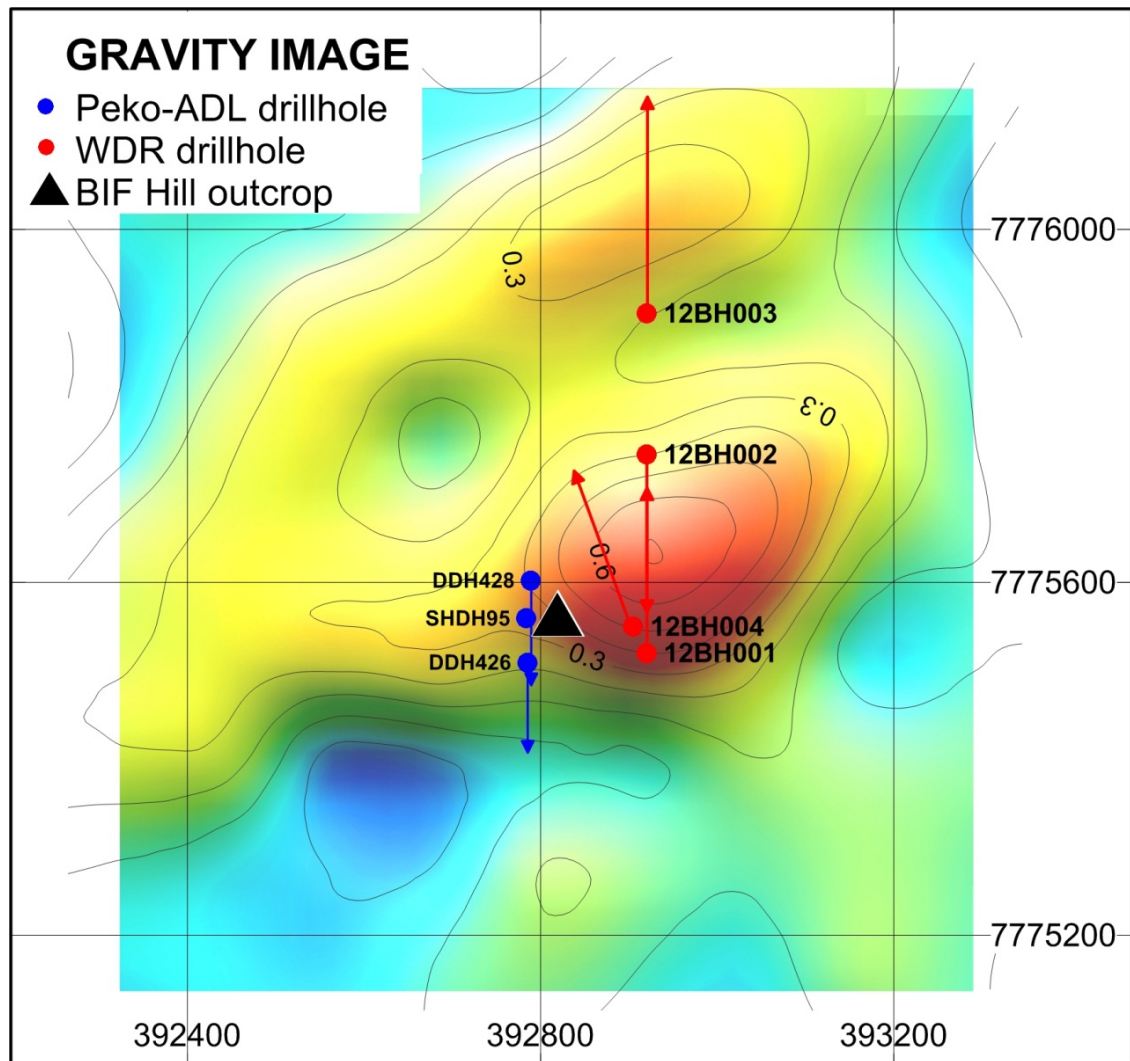 GRAVITY IMAGE
Peko-ADL drillhole
WDR drillhole
BIF Hill outcrop
7776000
0.3
12BH003
0.3
12BH002
0.6
DDH428
7775600
SHDH95
12BH004
DDH426
0.3
12BH001
7775200
392400
392800
393200